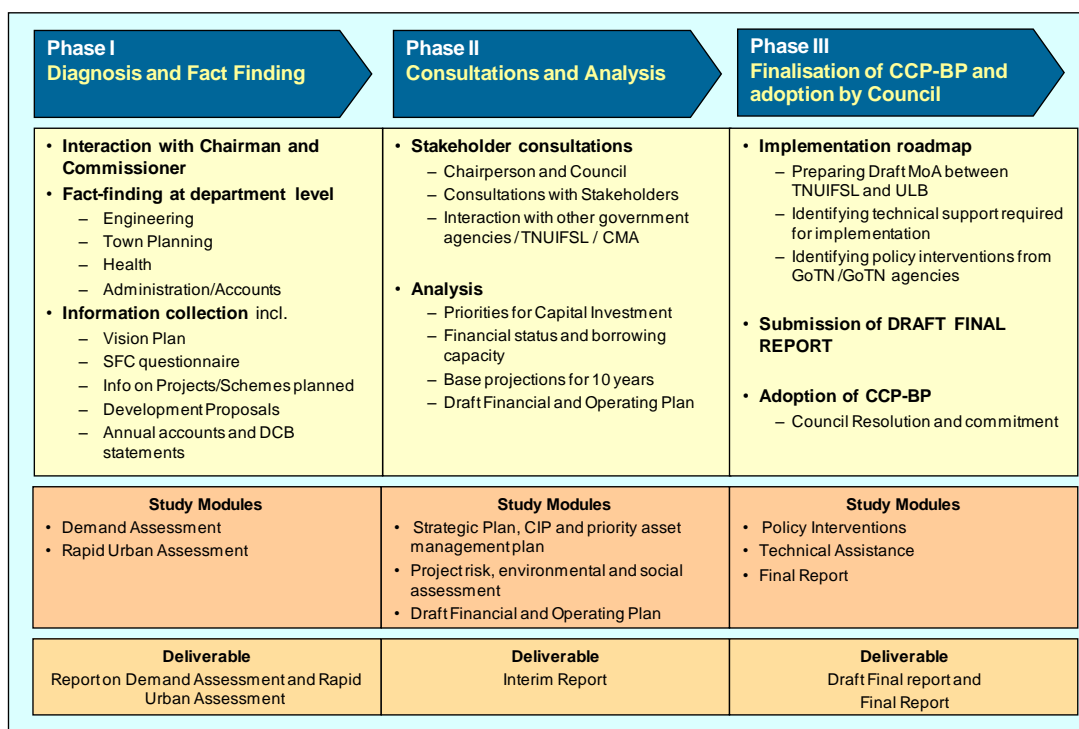 Phase I
Diagnosis and Fact Finding
Phase II
Consultations and Analysis
Phase III
Finalisation of CCP-BP and
adoption by Council
• Interaction with Chairman and
Commissioner
• Fact-finding at department level
– Engineering
– Town Planning
– Health
– Administration/Accounts
• Information collection incl.
– Vision Plan
– SFC questionnaire
– Info on Projects/Schemes planned
– Development Proposals
– Annual accounts and DCB
statements
• Stakeholder consultations
– Chairperson and Council
– Consultations with Stakeholders
– Interaction with other government
agencies / TNUIFSL / CMA
• Analysis
– Priorities for Capital Investment
– Financial status and borrowing
capacity
– Base projections for 10 years
– Draft Financial and Operating Plan
• Implementation roadmap
– Preparing Draft MoA between
TNUIFSL and ULB
– Identifying technical support required
for implementation
– Identifying policy interventions from
GoTN/GoTN agencies
• Submission of DRAFT FINAL
REPORT
• Adoption of CCP-BP
– Council Resolution and commitment
Study Modules
• Demand Assessment
• Rapid Urban Assessment
Study Modules
• Strategic Plan, CIP and priority asset
management plan
• Project risk, environmental and social
assessment
• Draft Financial and Operating Plan
Study Modules
• Policy Interventions
• Technical Assistance
• Final Report
Deliverable
Report on Demand Assessment and Rapid
Urban Assessment
Deliverable
Interim Report
Deliverable
Draft Final report and
Final Report